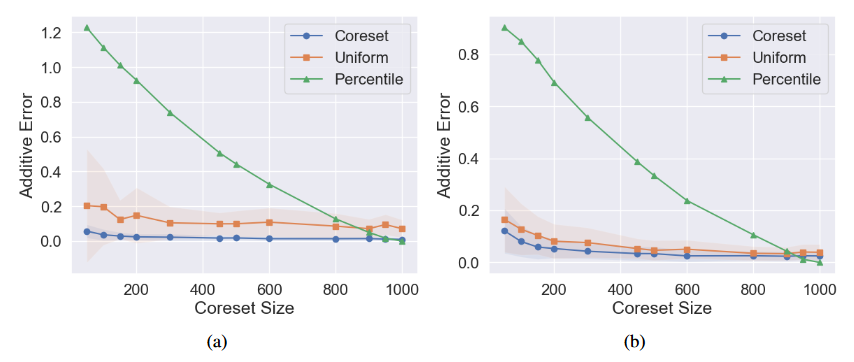 1.2
1.0
0.8
0.6
0.4
0.2
0.0
Additive Error
Coreset
Uniform
Percentile
200 400 600 800 1000
Coreset Size
(a)
0.8
0.6
0.4
0.2
0.0
Additive Error
Coreset
Uniform
Percentile
200 400 600 800 1000
Coreset Size
(b)